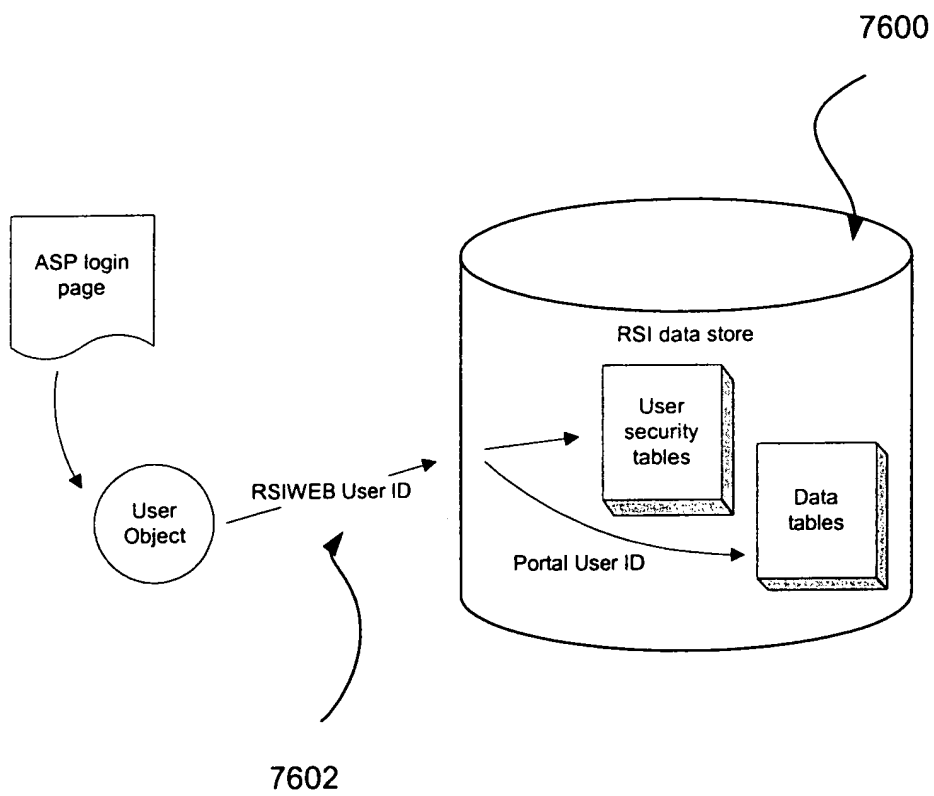 7600
ASP login
page
RSI data store
User
security
tables
RSIWEB User ID
User
Object
Data
tables
Portal User ID
7602